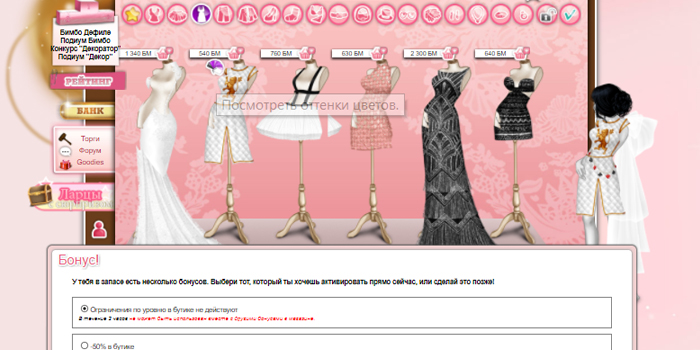 Бимбо Дефиле
Подиум Бимбо
Конкурс "Декоратор"
Подиум "Декор"
РЕЙТИНГ
БАНК
Торги
Форум
Goodies
Ларцы
1 340 БМ
540 БМ
760 БМ
630 БМ
2 300 БМ
640 БМ
Посмотреть оттенки цветов.
Бонус!
У тебя в запасе есть несколько бонусов. Выбери тот, который ты хочешь активировать прямо сейчас, или сделай это позже!
Ограничения по уровню в бутике не действуют
В течение 2 часов не может быть использован вместе с другими бонусами в магазине.
-50% в бутике